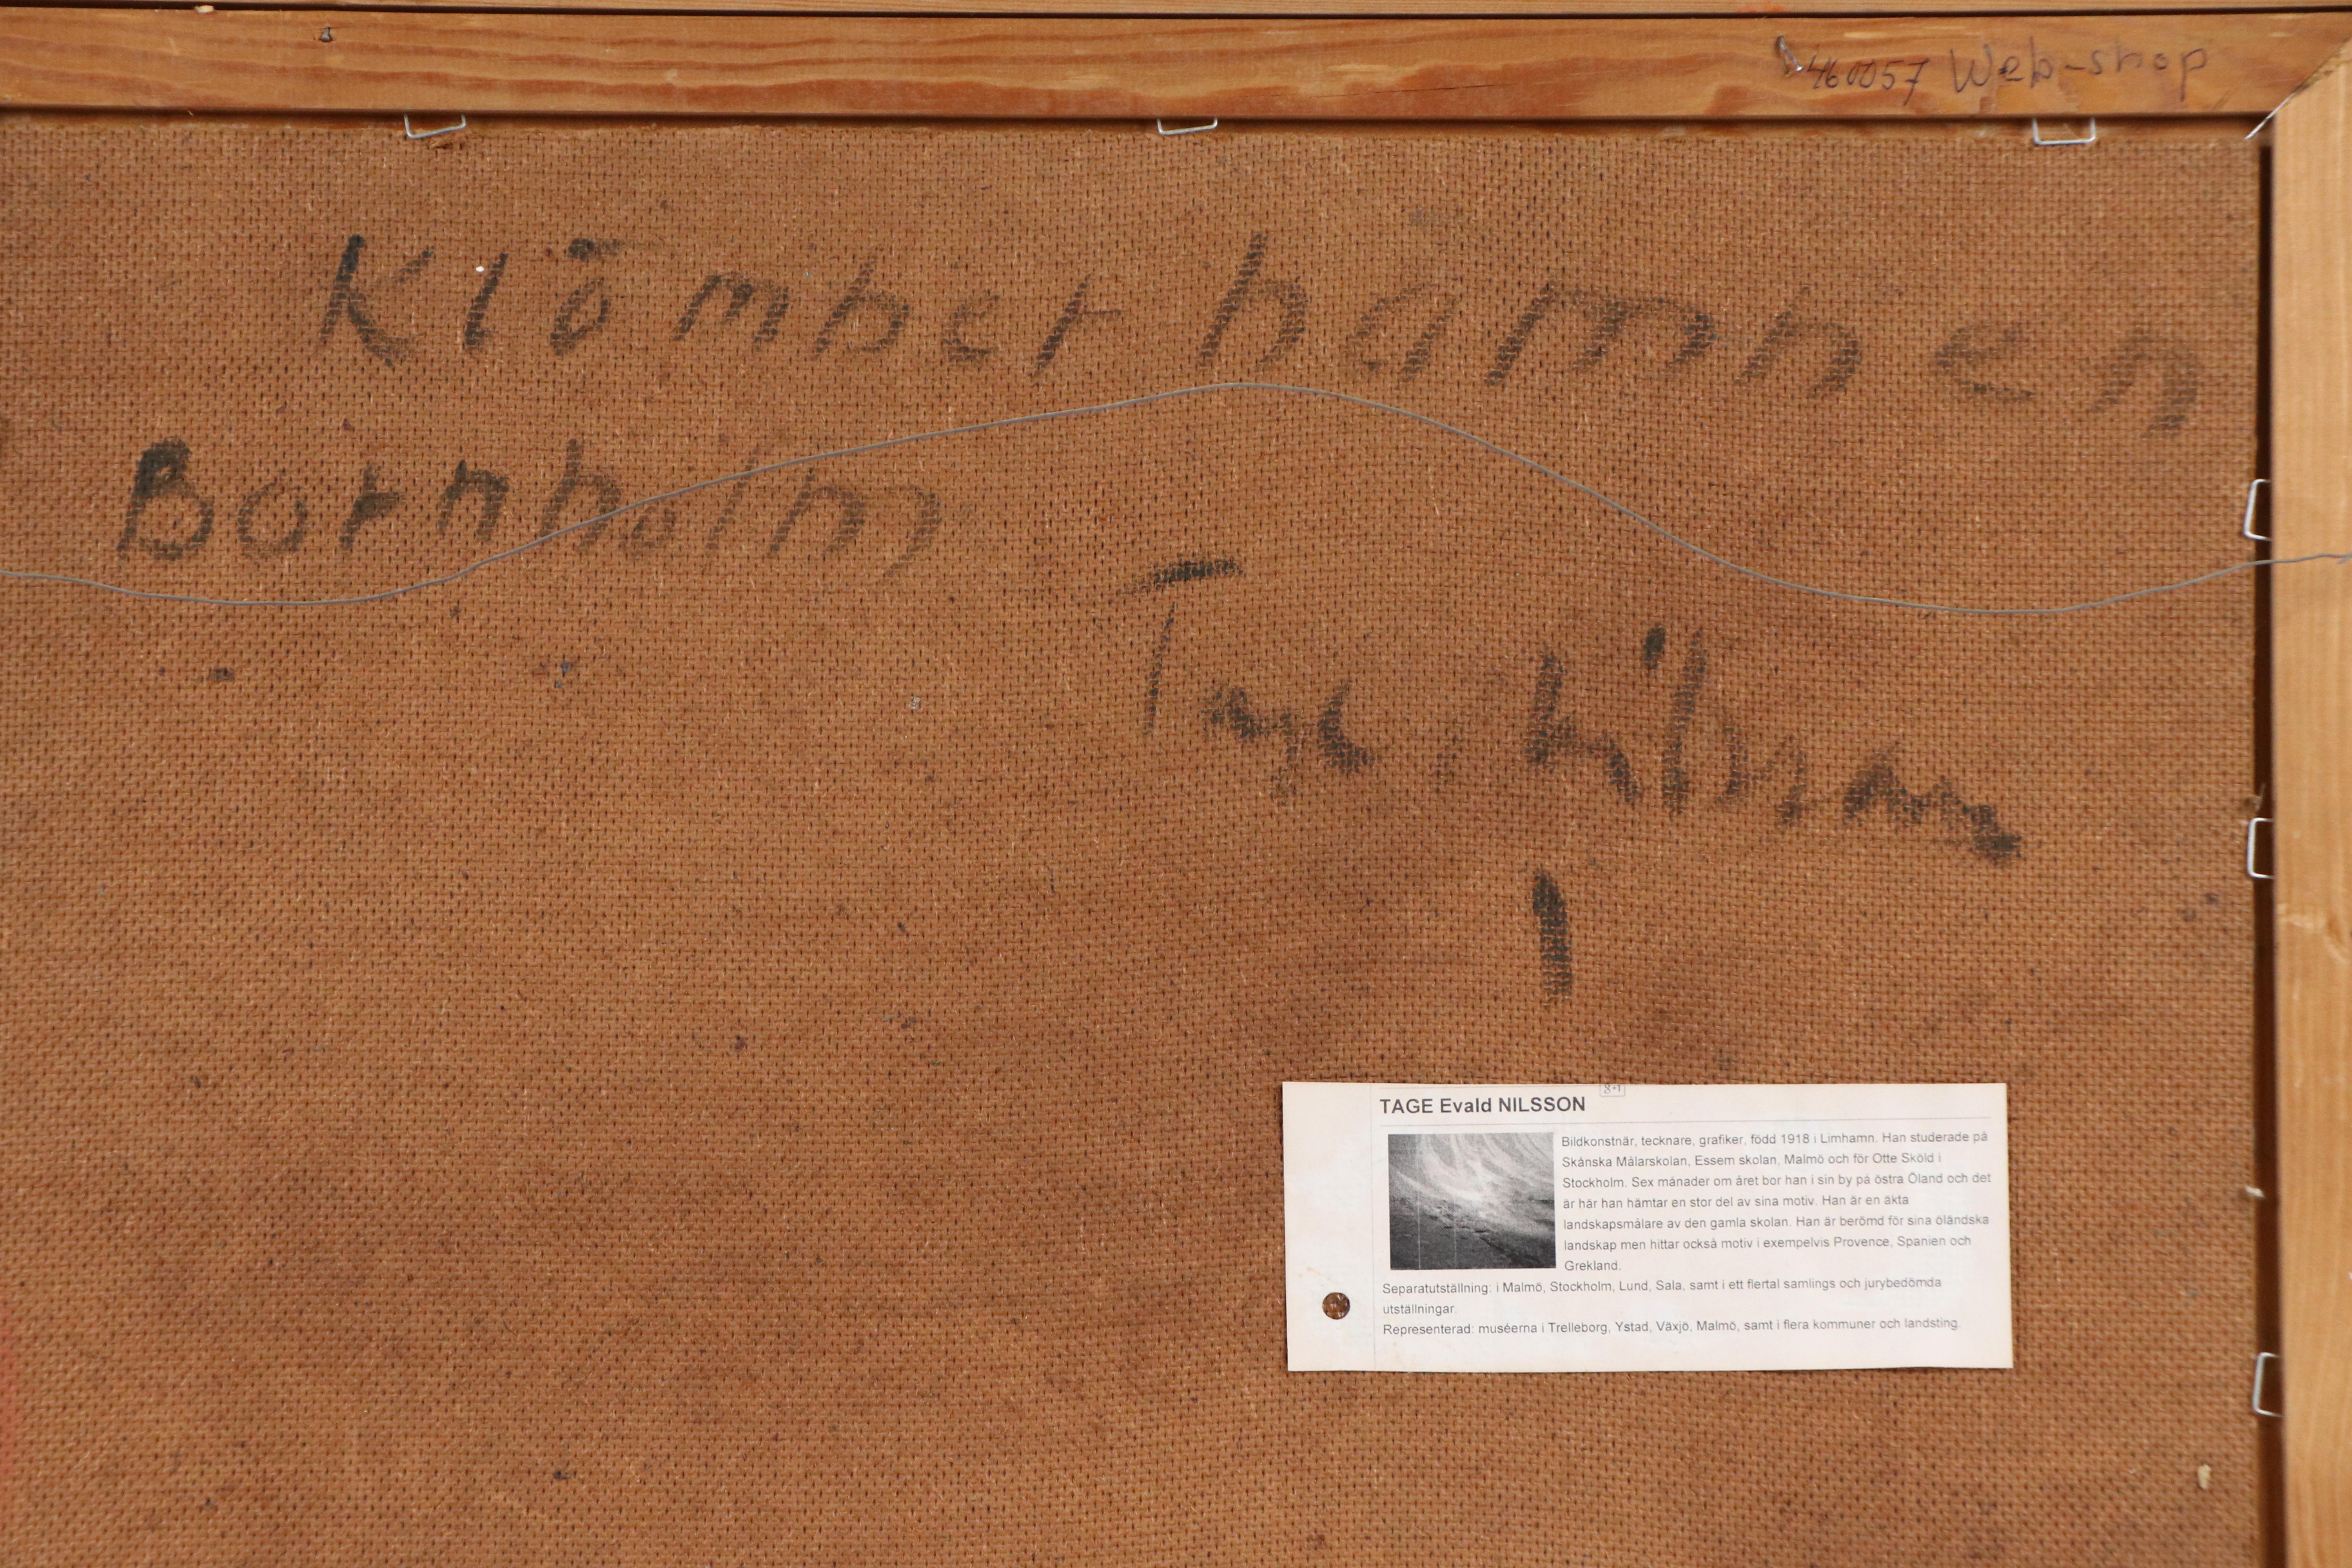 460057 Web-shop
Klömberhamnen
Bornholm
Tage Nilsson
TAGE Evald NILSSON
Bildkonstnär, tecknare, grafiker, född 1918 i Limhamn. Han studerade på
Skånska Målarskolan, Essem skolan, Malmö och för Otte Sköld i
Stockholm. Sex månader om året bor han i sin by på östra Öland och det
är här han hämtar en stor del av sina motiv. Han är en äkta
landskapsmålare av den gamla skolan. Han är berömd för sina öländska
landskap men hittar också motiv i exempelvis Provence, Spanien och
Grekland.
Separatutställning: i Malmö, Stockholm, Lund, Sala, samt i ett flertal samlings och jurybedömda
utställningar.
Representerad: muséerna i Trelleborg, Ystad, Växjö, Malmö, samt i flera kommuner och landsting.